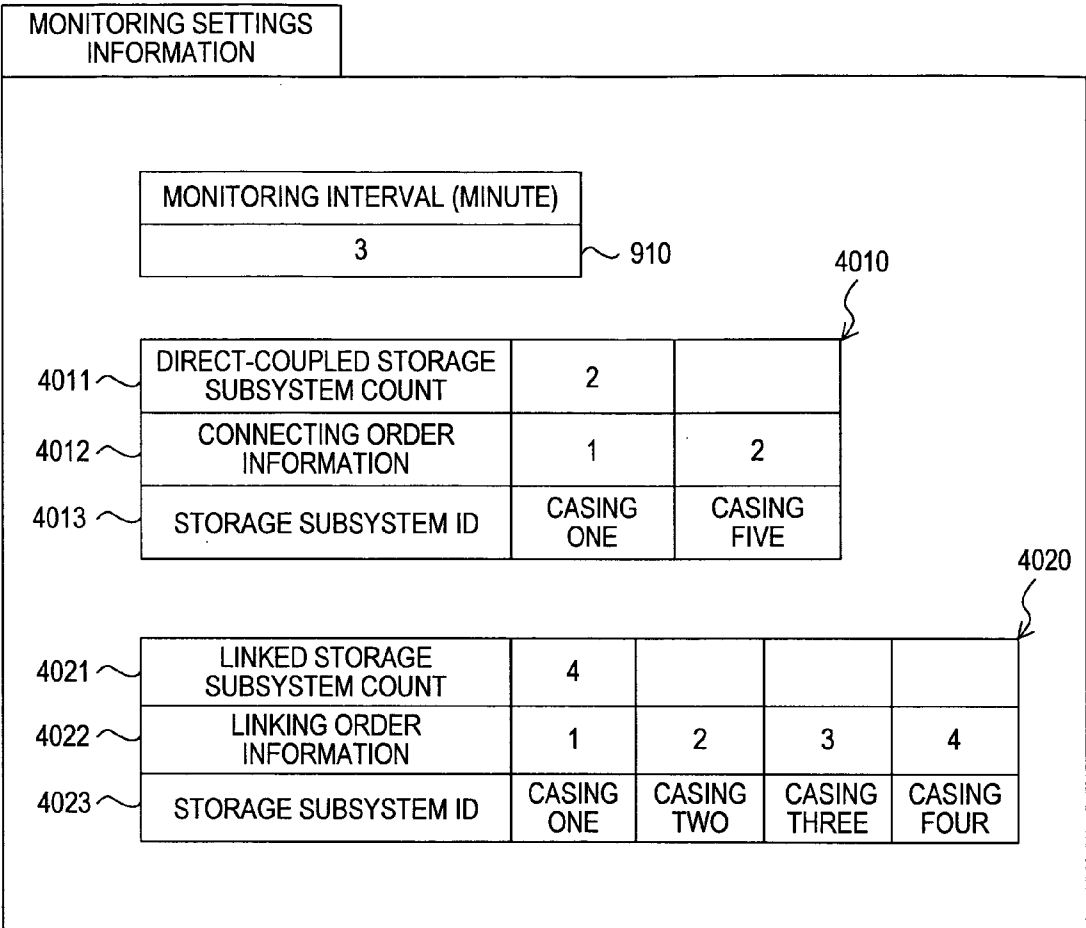 MONITORING SETTINGS
INFORMATION
MONITORING INTERVAL (MINUTE)
3
910
4010
4011
DIRECT-COUPLED STORAGE
SUBSYSTEM COUNT
2
4012
CONNECTING ORDER
INFORMATION
1
2
4013
STORAGE SUBSYSTEM ID
CASING
ONE
CASING
FIVE
4020
4021
LINKED STORAGE
SUBSYSTEM COUNT
4
4022
LINKING ORDER
INFORMATION
1
2
3
4
4023
STORAGE SUBSYSTEM ID
CASING
ONE
CASING
TWO
CASING
THREE
CASING
FOUR